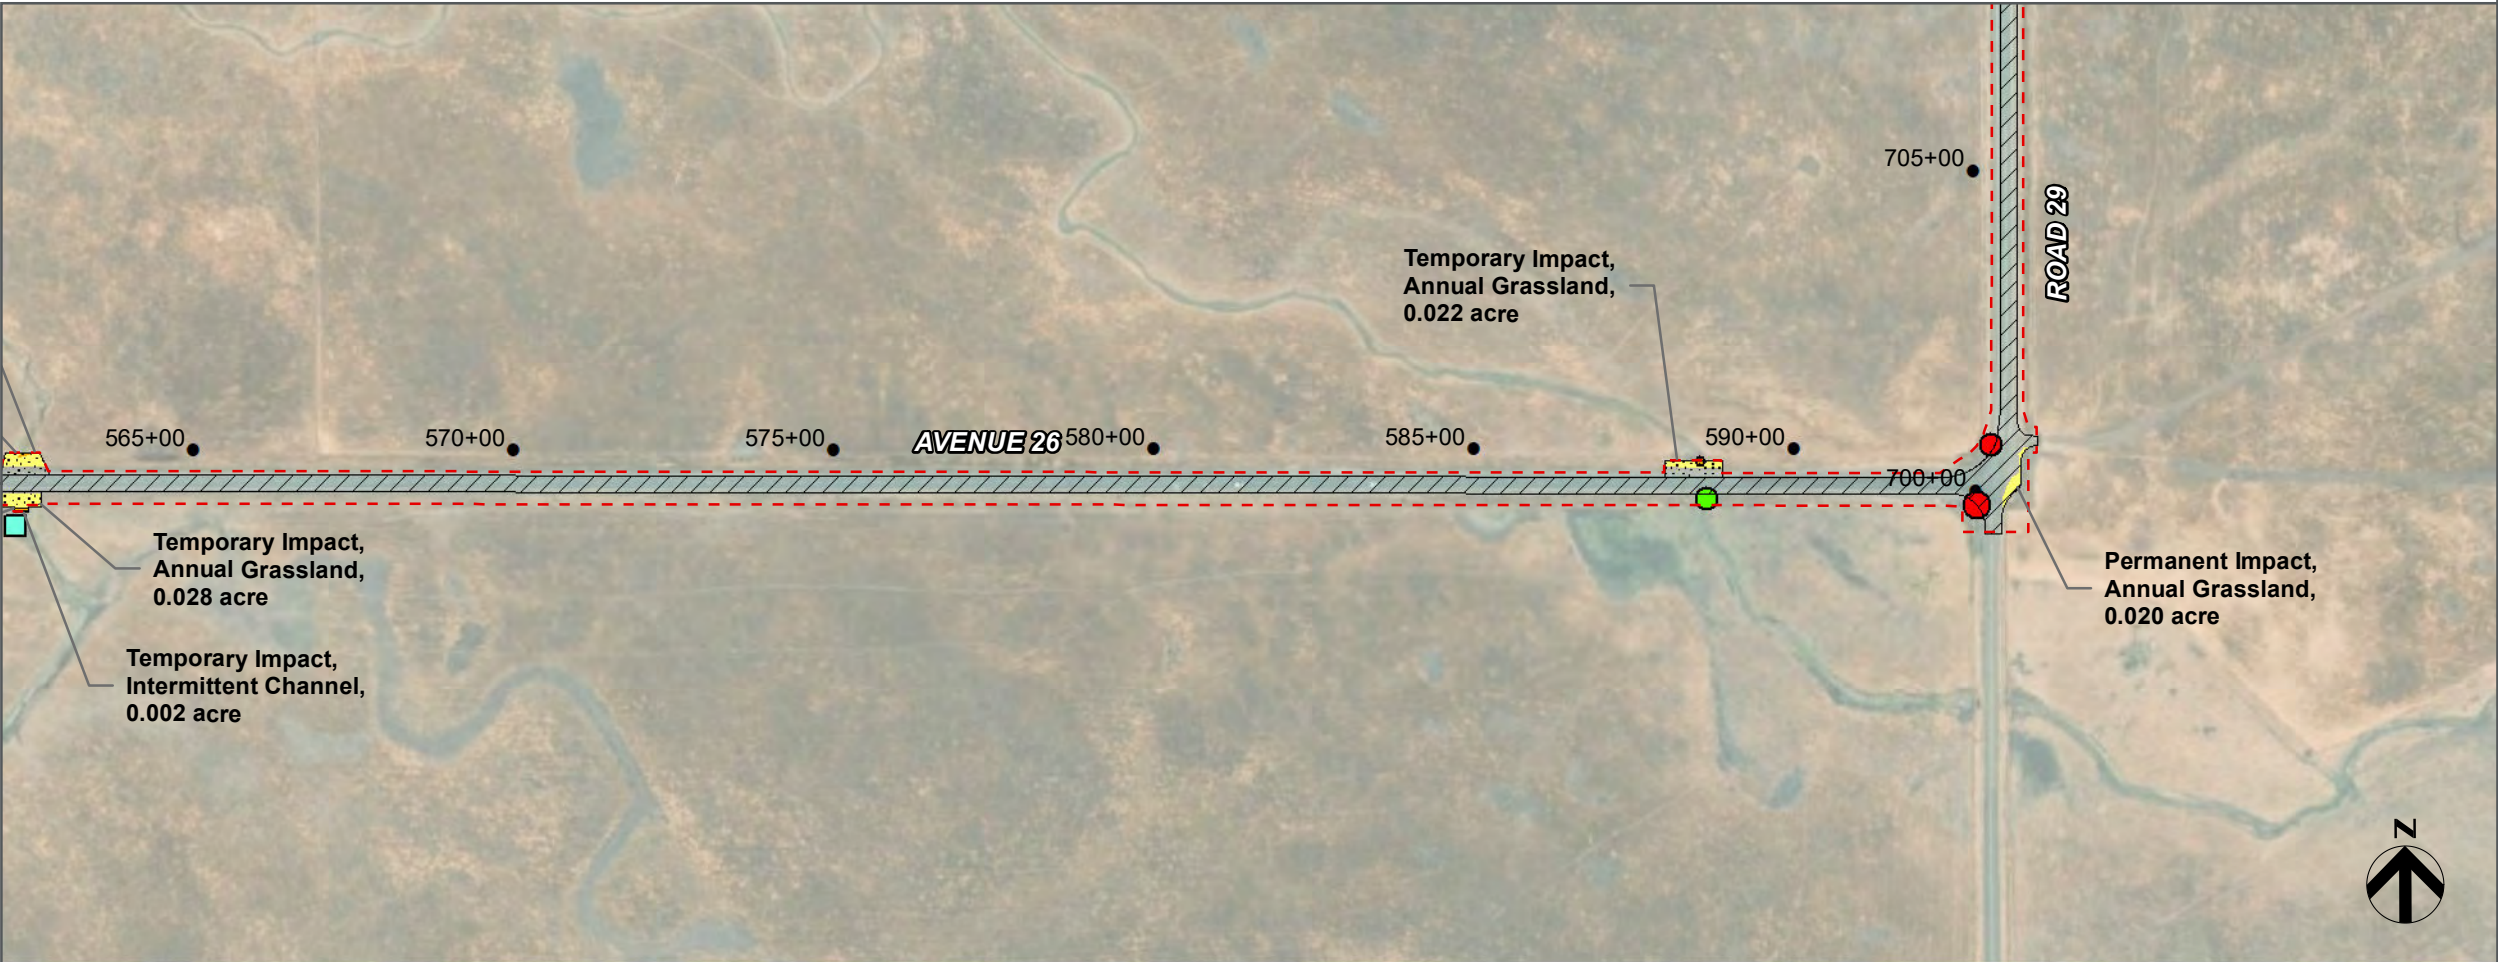 705+00
ROAD 29
Temporary Impact,
Annual Grassland,
0.022 acre
565+00
570+00
575+00
AVENUE 26
580+00
585+00
590+00
700+00
Temporary Impact,
Annual Grassland,
0.028 acre
Permanent Impact,
Annual Grassland,
0.020 acre
Temporary Impact,
Intermittent Channel,
0.002 acre
N